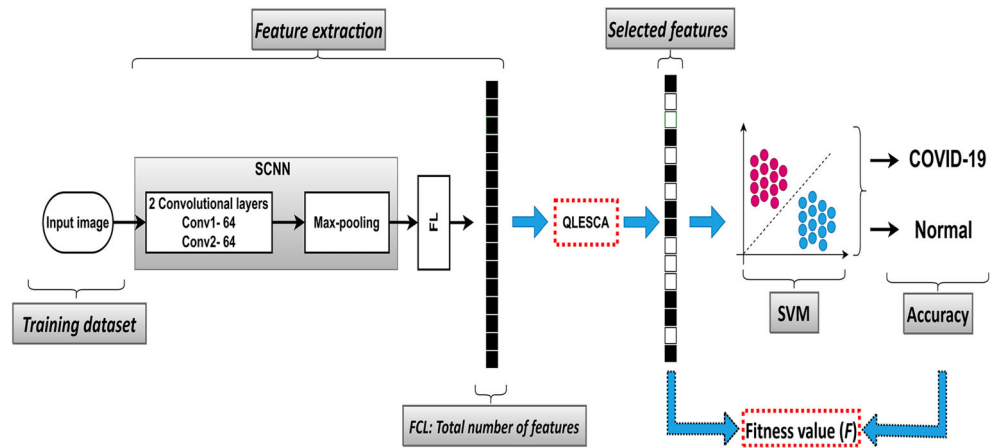 Feature extraction
Selected features
SCNN
Input image
2 Convolutional layers
Conv1- 64
Conv2- 64
Max-pooling
FL
QLESCA
COVID-19
Normal
Training dataset
SVM
Accuracy
FCL: Total number of features
Fitness value (F)